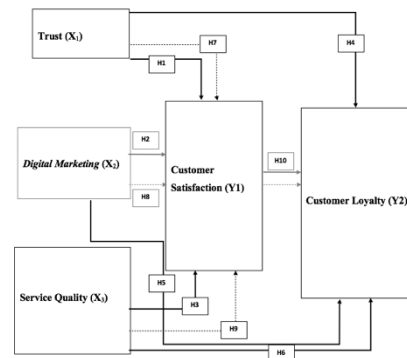 Trust (X₁)
H7
H4
H1
H2
Digital Marketing (X₂)
H8
Customer
Satisfaction (Y1)
H10
Customer Loyalty (Y2)
H5
H3
Service Quality (X₃)
H9
H6